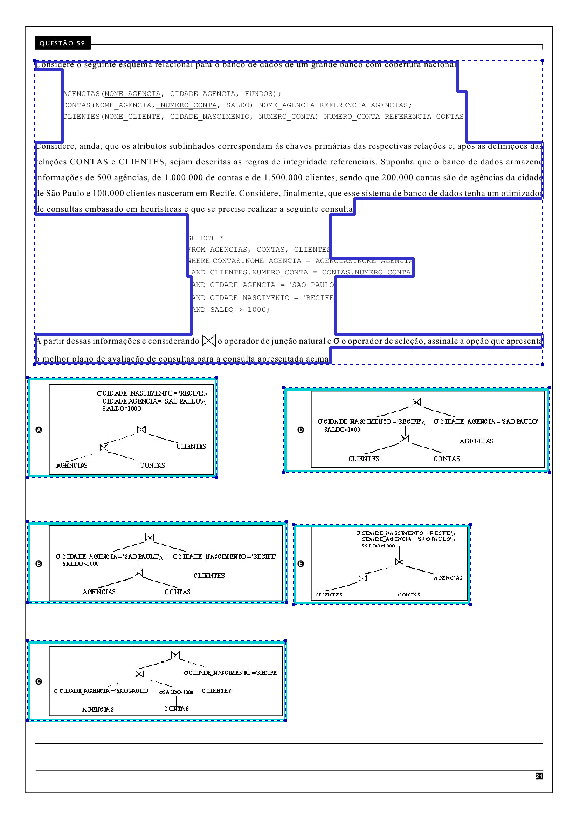 QUESTÃO 59
Considere o seguinte esquema relacional para o banco de dados de um grande banco com cobertura nacional.
AGENCIAS(NOME_AGENCIA, CIDADE_AGENCIA, FUNDOS);
CONTAS(NOME_AGENCIA, NUMERO_CONTA, SALDO) NOME_AGENCIA REFERENCIA AGENCIAS;
CLIENTES(NOME_CLIENTE, CIDADE_NASCIMENTO, NUMERO_CONTA) NUMERO_CONTA REFERENCIA CONTAS
Considere, ainda, que os atributos sublinhados correspondam às chaves primárias das respectivas relações e, após as definições das
relações CONTAS e CLIENTES, sejam descritas as regras de integridade referenciais. Suponha que o banco de dados armazene
informações de 500 agências, de 1.000.000 de contas e de 1.500.000 clientes, sendo que 200.000 contas são de agências da cidade
de São Paulo e 100.000 clientes nasceram em Recife. Considere, finalmente, que esse sistema de banco de dados tenha um otimizador
de consultas embasado em heurísticas e que se precise realizar a seguinte consulta.
SELECT *
FROM AGENCIAS, CONTAS, CLIENTES
WHERE CONTAS.NOME_AGENCIA = AGENCIAS.NOME_AGENCIA
AND CLIENTES.NUMERO_CONTA = CONTAS.NUMERO_CONTA
AND CIDADE_AGENCIA = 'SAO PAULO'
AND CIDADE_NASCIMENTO = 'RECIFE'
AND SALDO > 1000;
A partir dessas informações e considerando ⋈ o operador de junção natural e σ o operador de seleção, assinale a opção que apresenta
o melhor plano de avaliação de consultas para a consulta apresentada acima.
A
σ CIDADE_NASCIMENTO = 'RECIFE',
CIDADE AGENCIA = 'SAO PAULO',
SALDO>1000
CLIENTES
AGENCIAS CONTAS
D
σ CIDADE_NASCIMENTO = 'RECIFE', σ CIDADE_AGENCIA = 'SAO PAULO'
SALDO>1000
AGENCIAS
CLIENTES CONTAS
B
σ CIDADE_AGENCIA = 'SAO PAULO', σ CIDADE_NASCIMENTO = 'RECIFE'
SALDO>1000
CLIENTES
AGENCIAS CONTAS
E
σ CIDADE_NASCIMENTO = 'RECIFE',
CIDADE AGENCIA = 'SAO PAULO',
SALDO>1000
AGENCIAS
CLIENTES CONTAS
C
σ CIDADE_NASCIMENTO = 'RECIFE'
σ CIDADE_AGENCIA = 'SAO PAULO' σ SALDO>1000 CLIENTES
AGENCIAS CONTAS